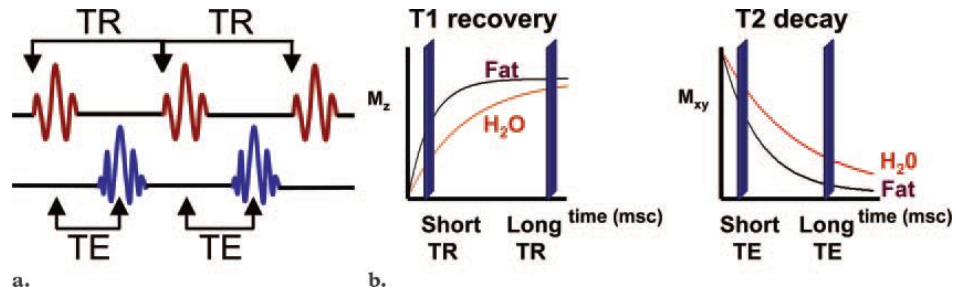 TR TR
TE TE
a.
T1 recovery
Mz
Fat
H₂O
Short TR
Long TR
time (msc)
b.
T2 decay
Mxy
H₂0
Fat
Short TE
Long TE
time (msc)